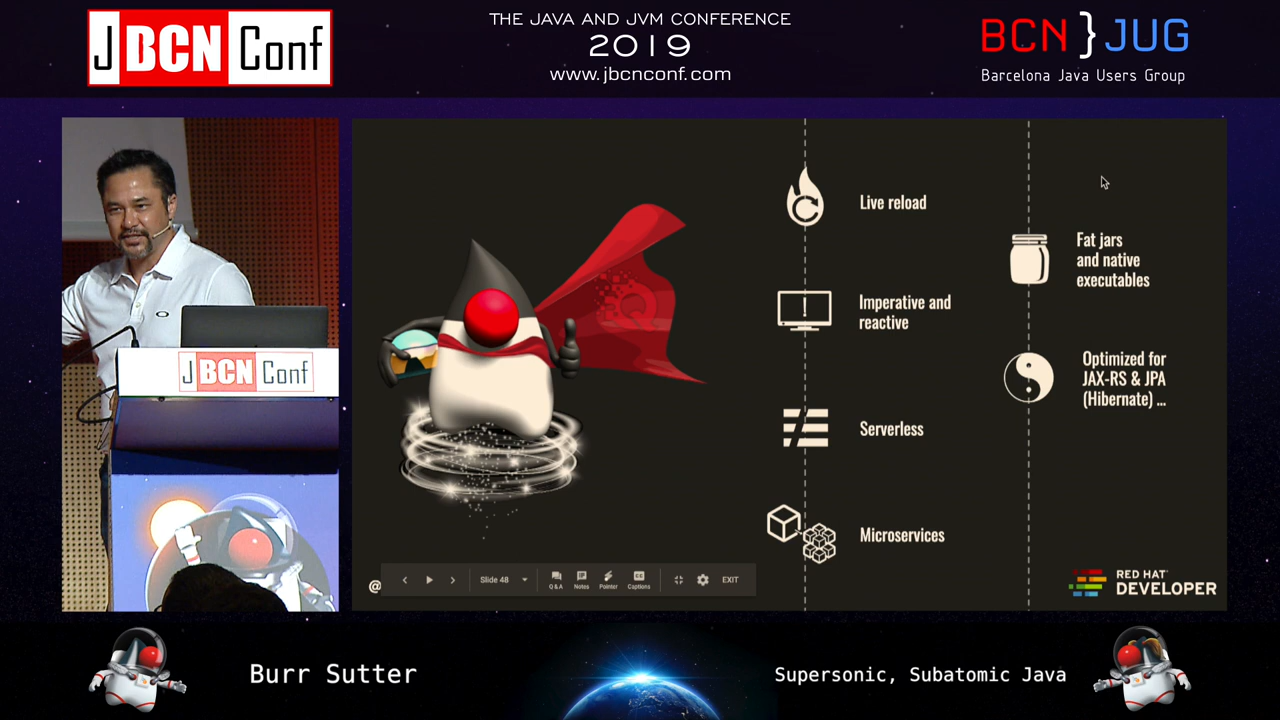 J BCN Conf
THE JAVA AND JVM CONFERENCE
2019
www.jbcnconf.com
BCN } JUG
Barcelona Java Users Group
J BCN Conf
Live reload
Imperative and
reactive
Serverless
Microservices
Fat jars
and native
executables
Optimized for
JAX-RS & JPA
(Hibernate) ...
@
Slide 48
Q & A
Notes
Pointer
Captions
EXIT
RED HAT
DEVELOPER
Burr Sutter
Supersonic, Subatomic Java